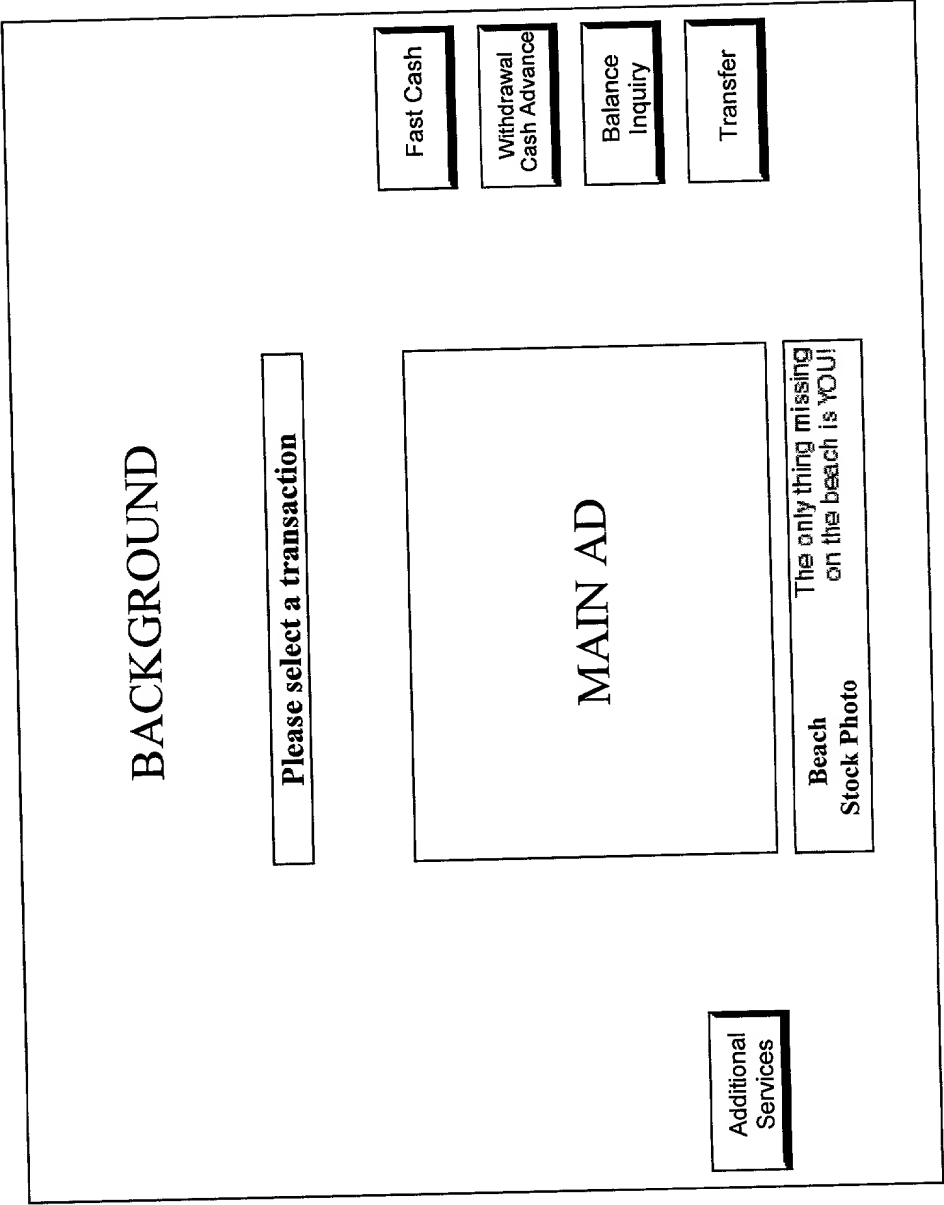 BACKGROUND
Please select a transaction
Fast Cash
Withdrawal
Cash Advance
Balance
Inquiry
Transfer
MAIN AD
Additional
Services
Beach
Stock Photo
The only thing missing
on the beach is YOU!